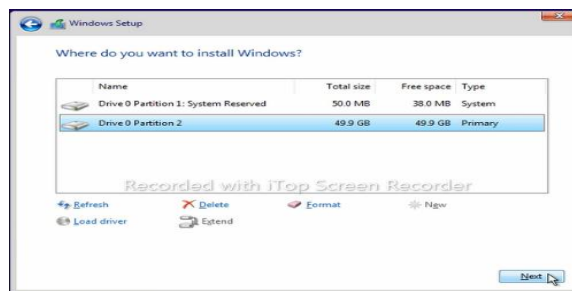 Windows Setup
Where do you want to install Windows?
Name Total size Free space Type
Drive 0 Partition 1: System Reserved 50.0 MB 38.0 MB System
Drive 0 Partition 2 49.9 GB 49.9 GB Primary
Recorded with iTop Screen Recorder
Refresh Delete Format New
Load driver Extend
Next